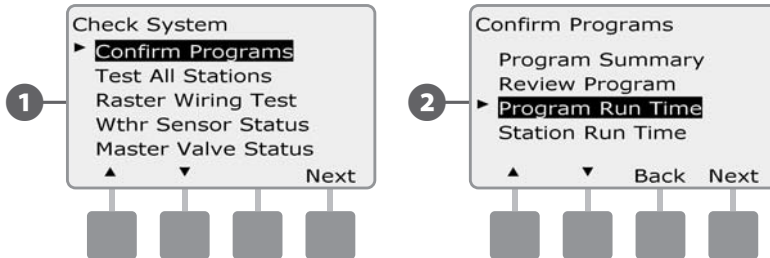 1
Check System
Confirm Programs
Test All Stations
Raster Wiring Test
Wthr Sensor Status
Master Valve Status
Next
2
Confirm Programs
Program Summary
Review Program
Program Run Time
Station Run Time
Back Next